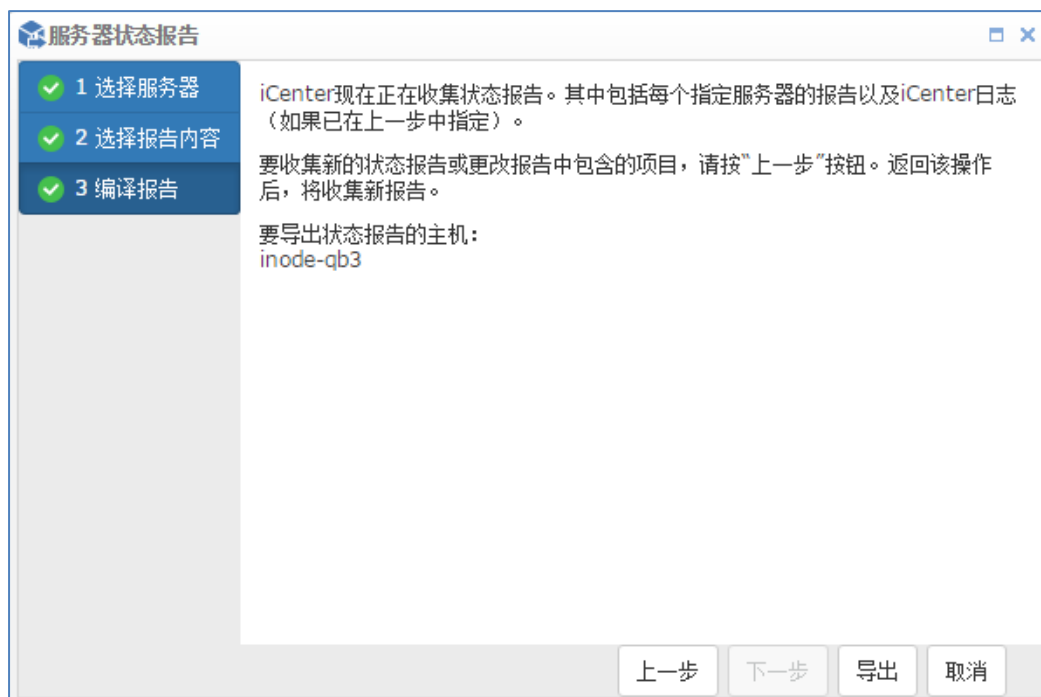 服务器状态报告
1 选择服务器
2 选择报告内容
3 编译报告
iCenter现在正在收集状态报告。其中包括每个指定服务器的报告以及iCenter日志
（如果已在上一步中指定）。
要收集新的状态报告或更改报告中包含的项目，请按“上一步”按钮。返回该操作
后，将收集新报告。
要导出状态报告的主机：
inode-qb3
上一步 下一步 导出 取消